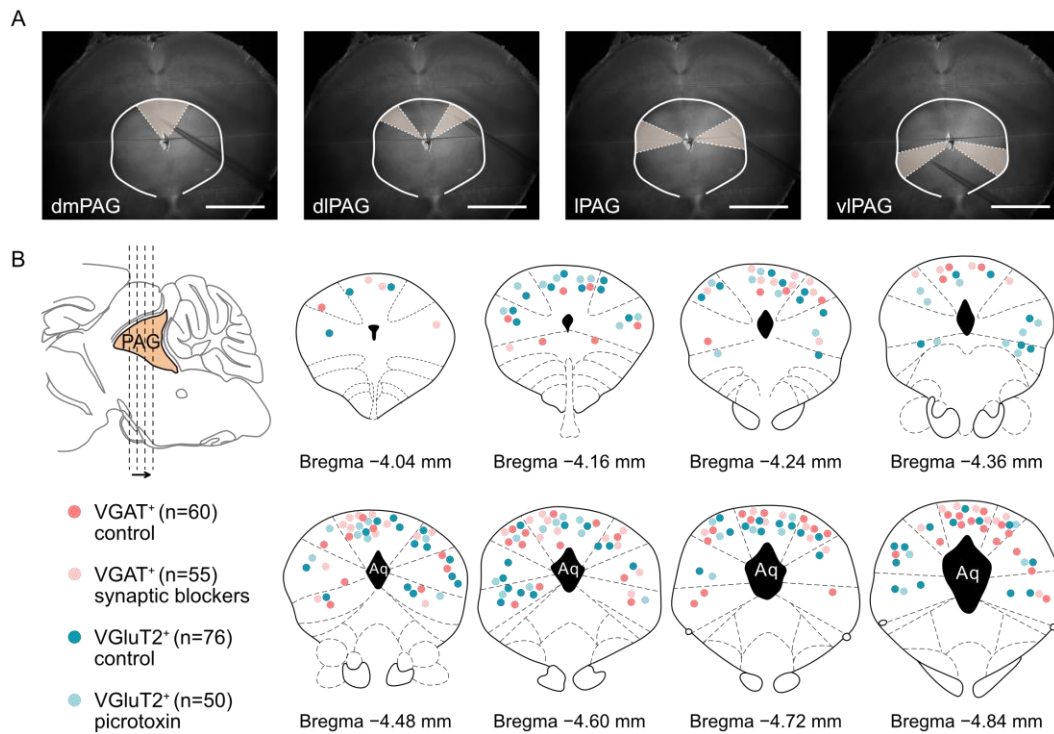 A
dmPAG
dlPAG
lPAG
vlPAG
B
PAG
Bregma −4.04 mm
Bregma −4.16 mm
Bregma −4.24 mm
Bregma −4.36 mm
VGAT⁺ (n=60)
control
VGAT⁺ (n=55)
synaptic blockers
VGluT2⁺ (n=76)
control
VGluT2⁺ (n=50)
picrotoxin
Aq
Aq
Aq
Aq
Bregma −4.48 mm
Bregma −4.60 mm
Bregma −4.72 mm
Bregma −4.84 mm